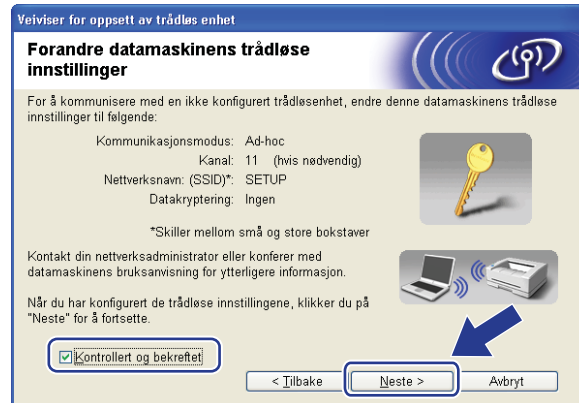 Veiviser for oppsett av trådløs enhet
Forandre datamaskinens trådløse
innstillinger
For å kommunisere med en ikke konfigurert trådløsenhet, endre denne datamaskinens trådløse
innstillinger til følgende:
Kommunikasjonsmodus: Ad-hoc
Kanal: 11 (hvis nødvendig)
Nettverksnavn: (SSID)*: SETUP
Datakryptering: Ingen
*Skiller mellom små og store bokstaver
Kontakt din nettverksadministrator eller konferer med
datamaskinens bruksanvisning for ytterligere informasjon.
Når du har konfigurert de trådløse innstillingene, klikker du på
"Neste" for å fortsette.
Kontrollert og bekreftet
< Tilbake Neste > Avbryt